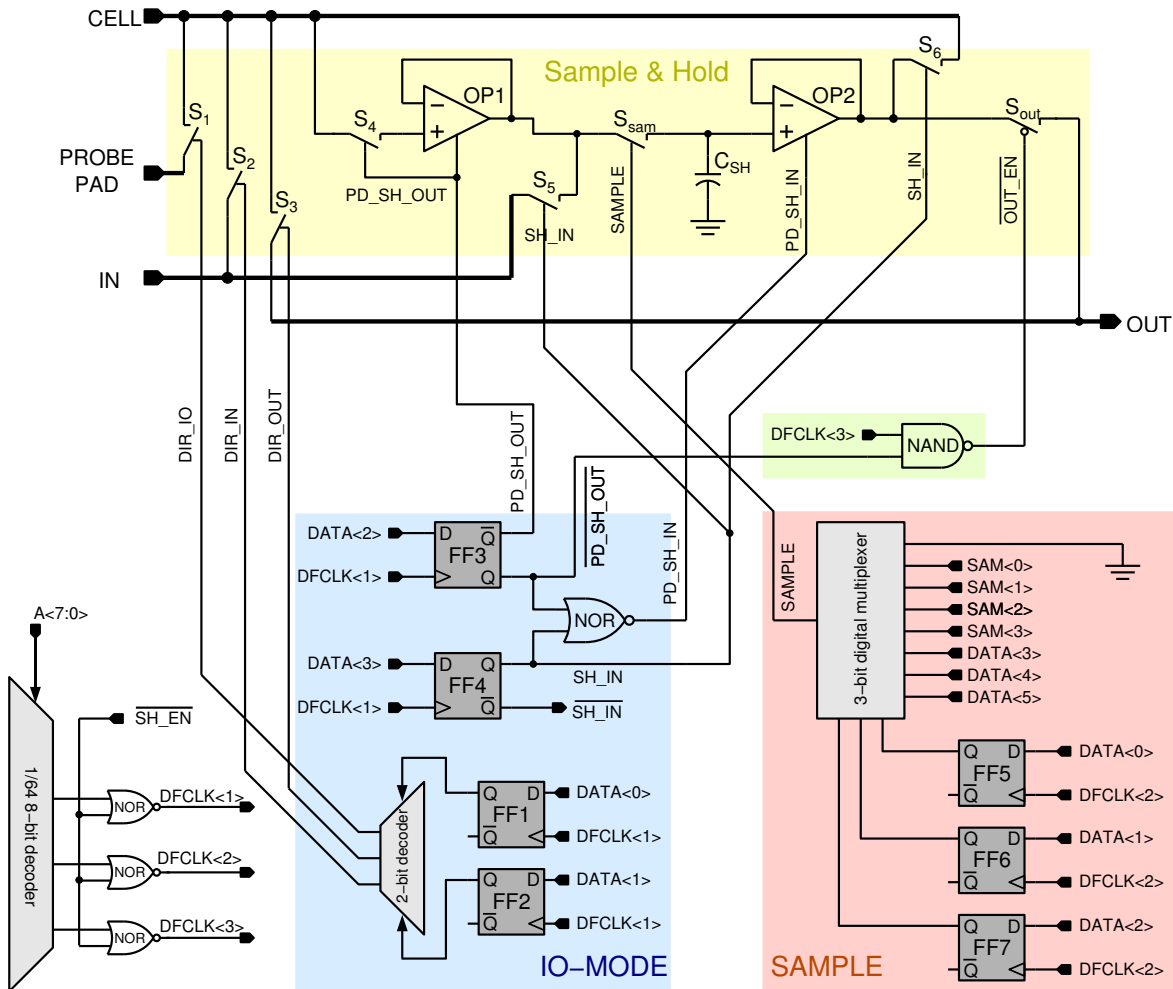 CELL
Sample & Hold
S6
OP1
OP2
S1
S4
Ssam
Sout
PROBE
PAD
S2
S3
S5
CSH
PD_SH_OUT
SH_IN
SAMPLE
PD_SH_IN
SH_IN
OUT_EN
IN
OUT
DIR_IO
DIR_IN
DIR_OUT
PD_SH_OUT
PD_SH_OUT
PD_SH_IN
SAMPLE
DFCLK<3>
NAND
DATA<2>
D
Q
FF3
DFCLK<1>
Q
NOR
DATA<3>
D
Q
FF4
SH_IN
DFCLK<1>
Q
SH_IN
3−bit digital multiplexer
SAM<0>
SAM<1>
SAM<2>
SAM<3>
DATA<3>
DATA<4>
DATA<5>
A<7:0>
1/64 8−bit decoder
SH_EN
NOR
DFCLK<1>
NOR
DFCLK<2>
NOR
DFCLK<3>
2−bit decoder
Q
D
DATA<0>
FF1
Q
DFCLK<1>
Q
D
DATA<1>
FF2
Q
DFCLK<1>
IO−MODE
Q
D
DATA<0>
FF5
Q
DFCLK<2>
Q
D
DATA<1>
FF6
Q
DFCLK<2>
Q
D
DATA<2>
FF7
Q
DFCLK<2>
SAMPLE